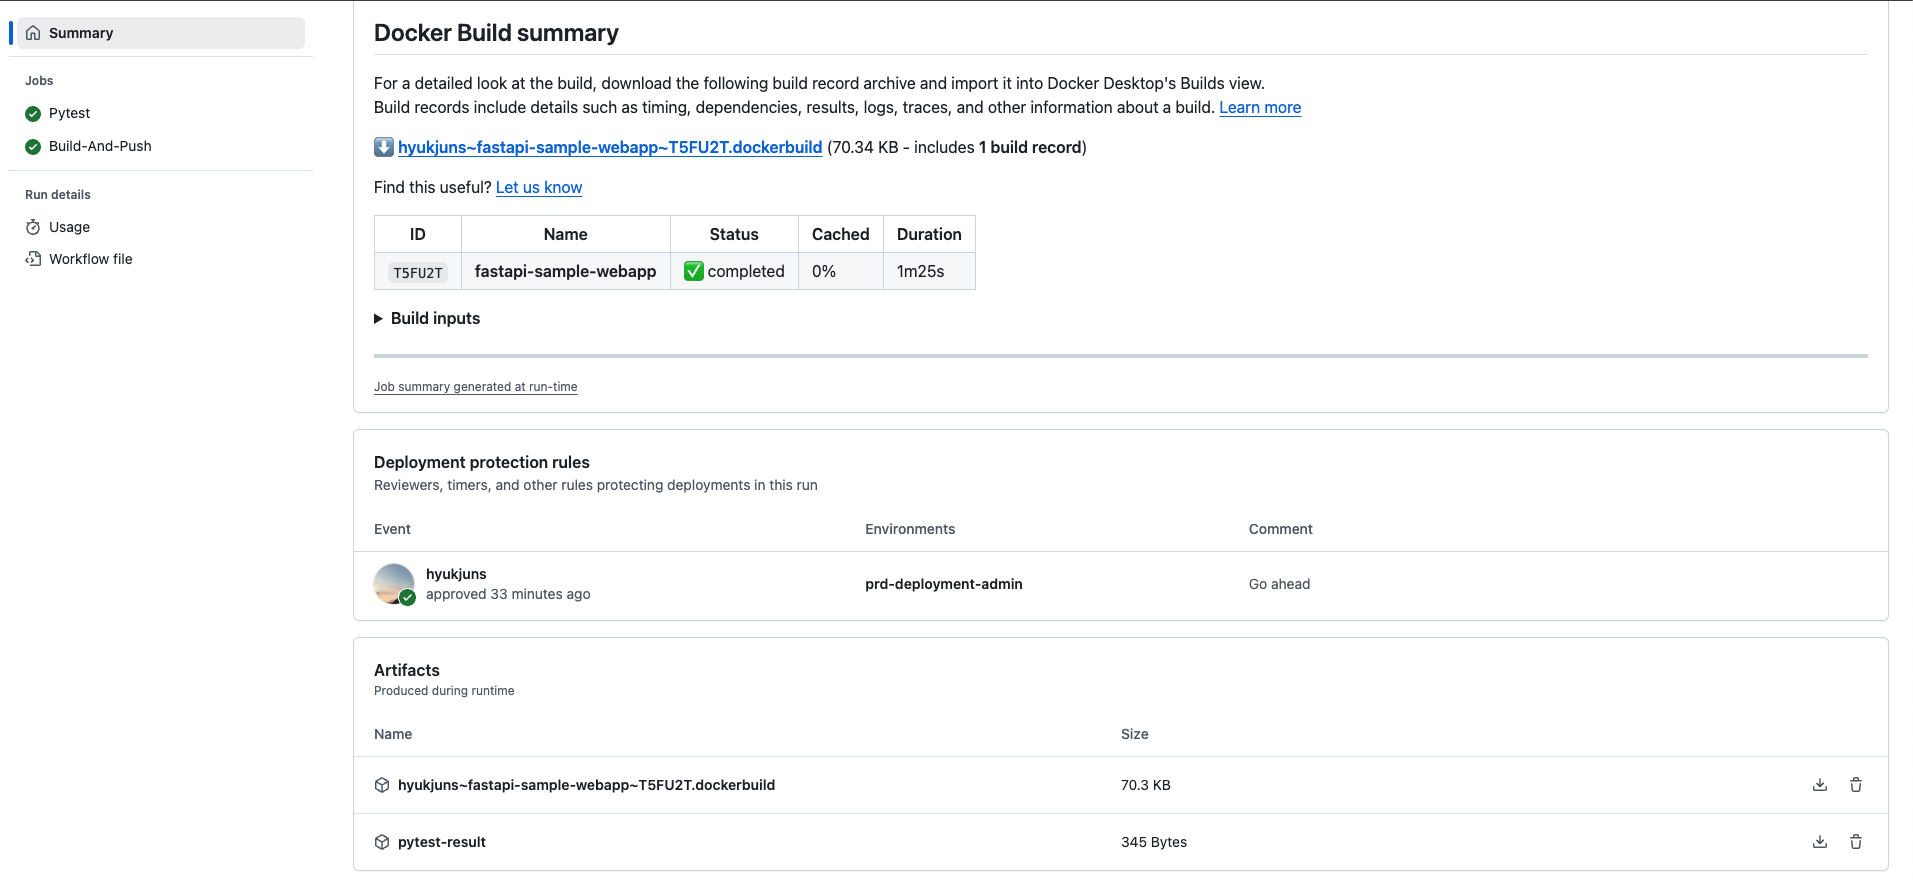 Summary
Jobs
Pytest
Build-And-Push
Run details
Usage
Workflow file
Docker Build summary
For a detailed look at the build, download the following build record archive and import it into Docker Desktop's Builds view.
Build records include details such as timing, dependencies, results, logs, traces, and other information about a build. Learn more
hyukjuns~fastapi-sample-webapp~T5FU2T.dockerbuild (70.34 KB - includes 1 build record)
Find this useful? Let us know
ID Name Status Cached Duration
T5FU2T fastapi-sample-webapp completed 0% 1m25s
Build inputs
Job summary generated at run-time
Deployment protection rules
Reviewers, timers, and other rules protecting deployments in this run
Event Environments Comment
hyukjuns
approved 33 minutes ago
prd-deployment-admin
Go ahead
Artifacts
Produced during runtime
Name Size
hyukjuns~fastapi-sample-webapp~T5FU2T.dockerbuild 70.3 KB
pytest-result 345 Bytes